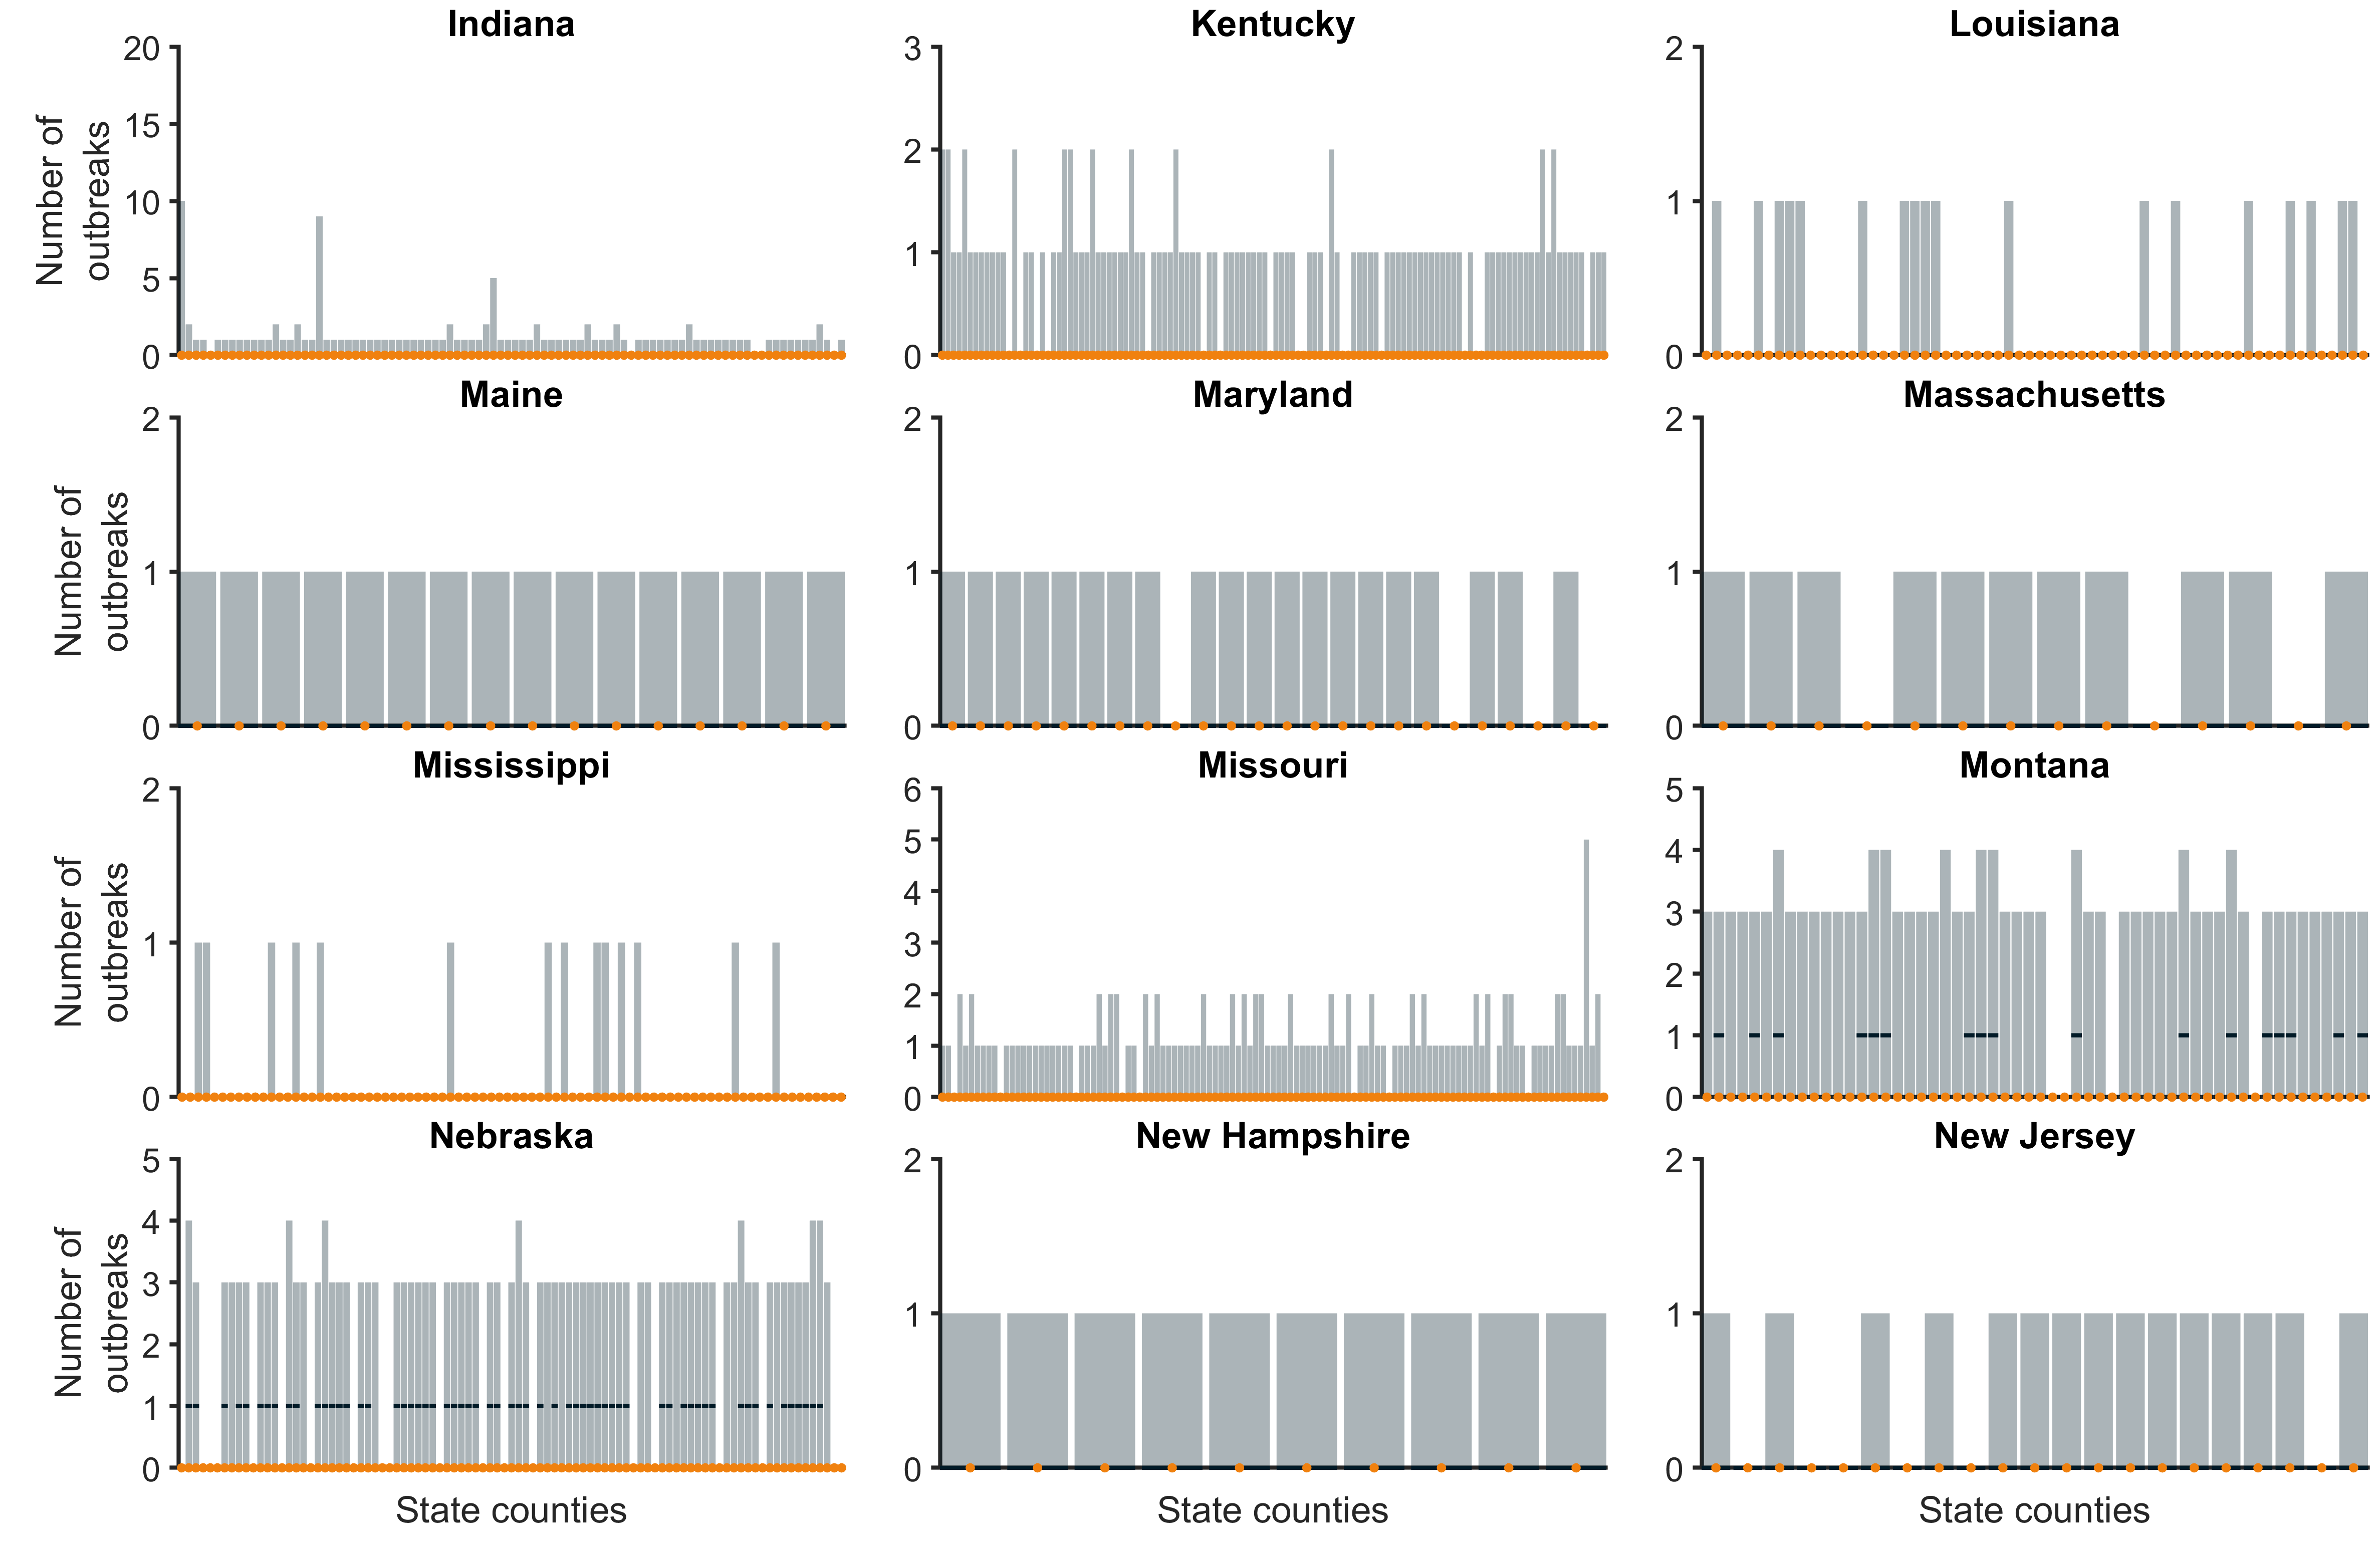 Indiana
Kentucky
Louisiana
Number of
outbreaks
20
15
10
5
0
3
2
1
0
2
1
0
Maine
Maryland
Massachusetts
Number of
outbreaks
2
1
0
2
1
0
2
1
0
Mississippi
Missouri
Montana
Number of
outbreaks
2
1
0
6
5
4
3
2
1
0
5
4
3
2
1
0
Nebraska
New Hampshire
New Jersey
Number of
outbreaks
5
4
3
2
1
0
2
1
0
2
1
0
State counties
State counties
State counties